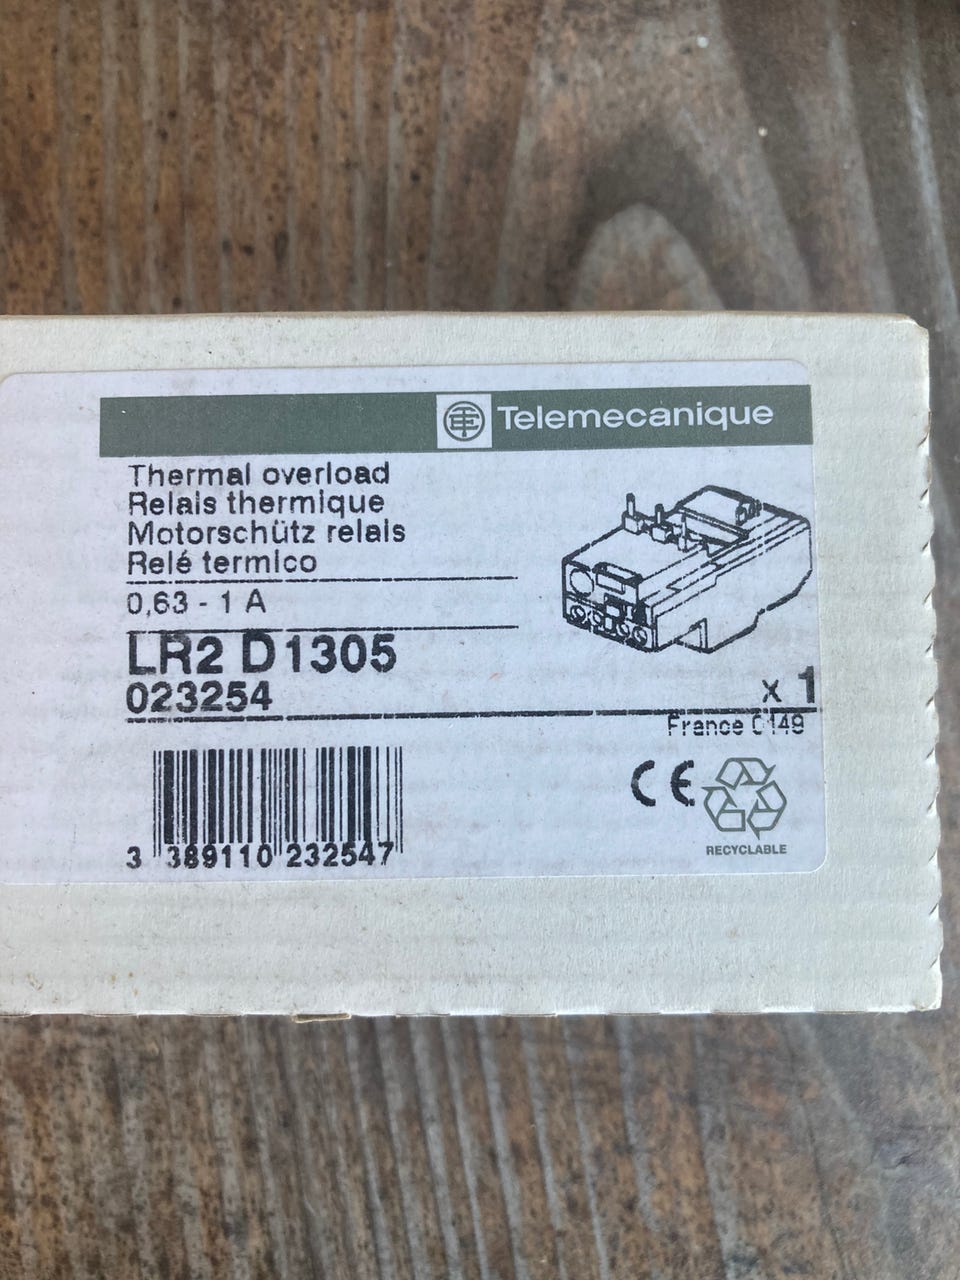 Telemecanique
Thermal overload
Relais thermique
Motorschütz relais
Relé termico
0,63 - 1 A
LR2 D1305
023254
x 1
France 0149
3 389110 232547
CE
RECYCLABLE